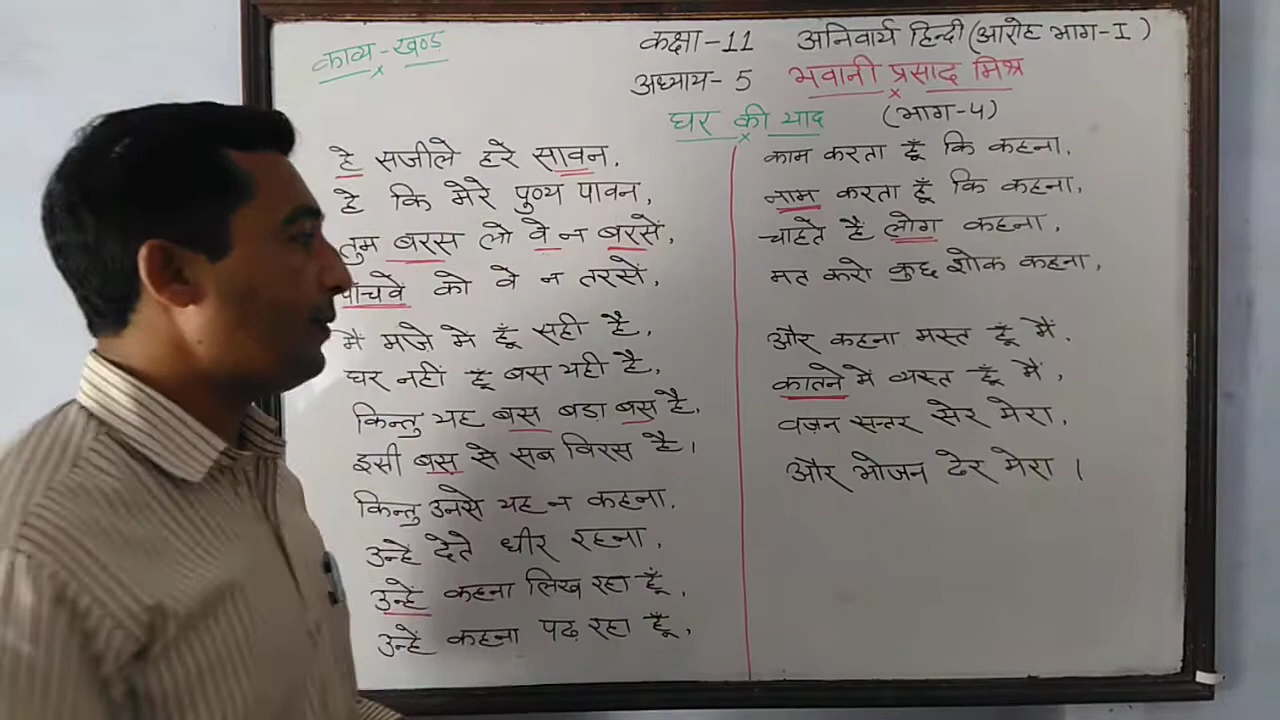 काव्य-खण्ड
कक्षा-11 अनिवार्य हिन्दी (आरोह भाग-I)
अध्याय-5 भवानी प्रसाद मिश्र
घर की याद (भाग-4)
हे सजीले हरे सावन,
हे कि मेरे पुण्य पावन,
तुम बरस लो वे न बरसें,
पाँचवें को वे न तरसें,
मैं मजे में हूँ सही है,
घर नहीं हूँ बस यही है,
किन्तु यह बस बड़ा बस है,
इसी बस से सब विरस है।
किन्तु उनसे यह न कहना,
उन्हें देते धीर रहना,
उन्हें कहना लिख रहा हूँ,
उन्हें कहना पढ़ रहा हूँ,
काम करता हूँ कि कहना,
नाम करता हूँ कि कहना,
चाहते हैं लोग कहना,
मत करो कुछ शोक कहना,
और कहना मस्त हूँ मैं,
कातने में व्यस्त हूँ मैं,
वज़न सत्तर सेर मेरा,
और भोजन ढेर मेरा।